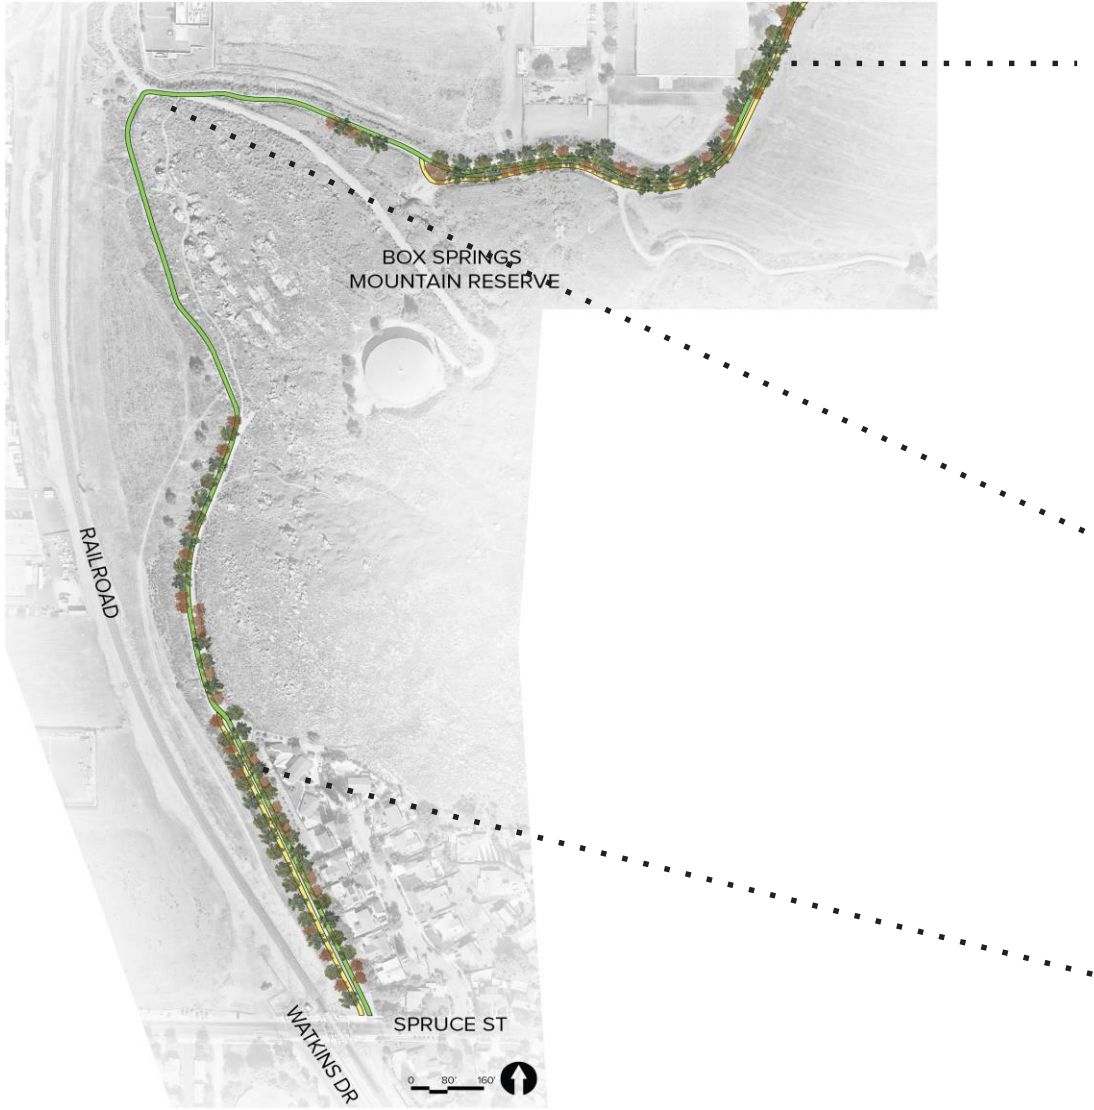 BOX SPRINGS
MOUNTAIN RESERVE
RAILROAD
WATKINS DR
SPRUCE ST
0 80' 160'